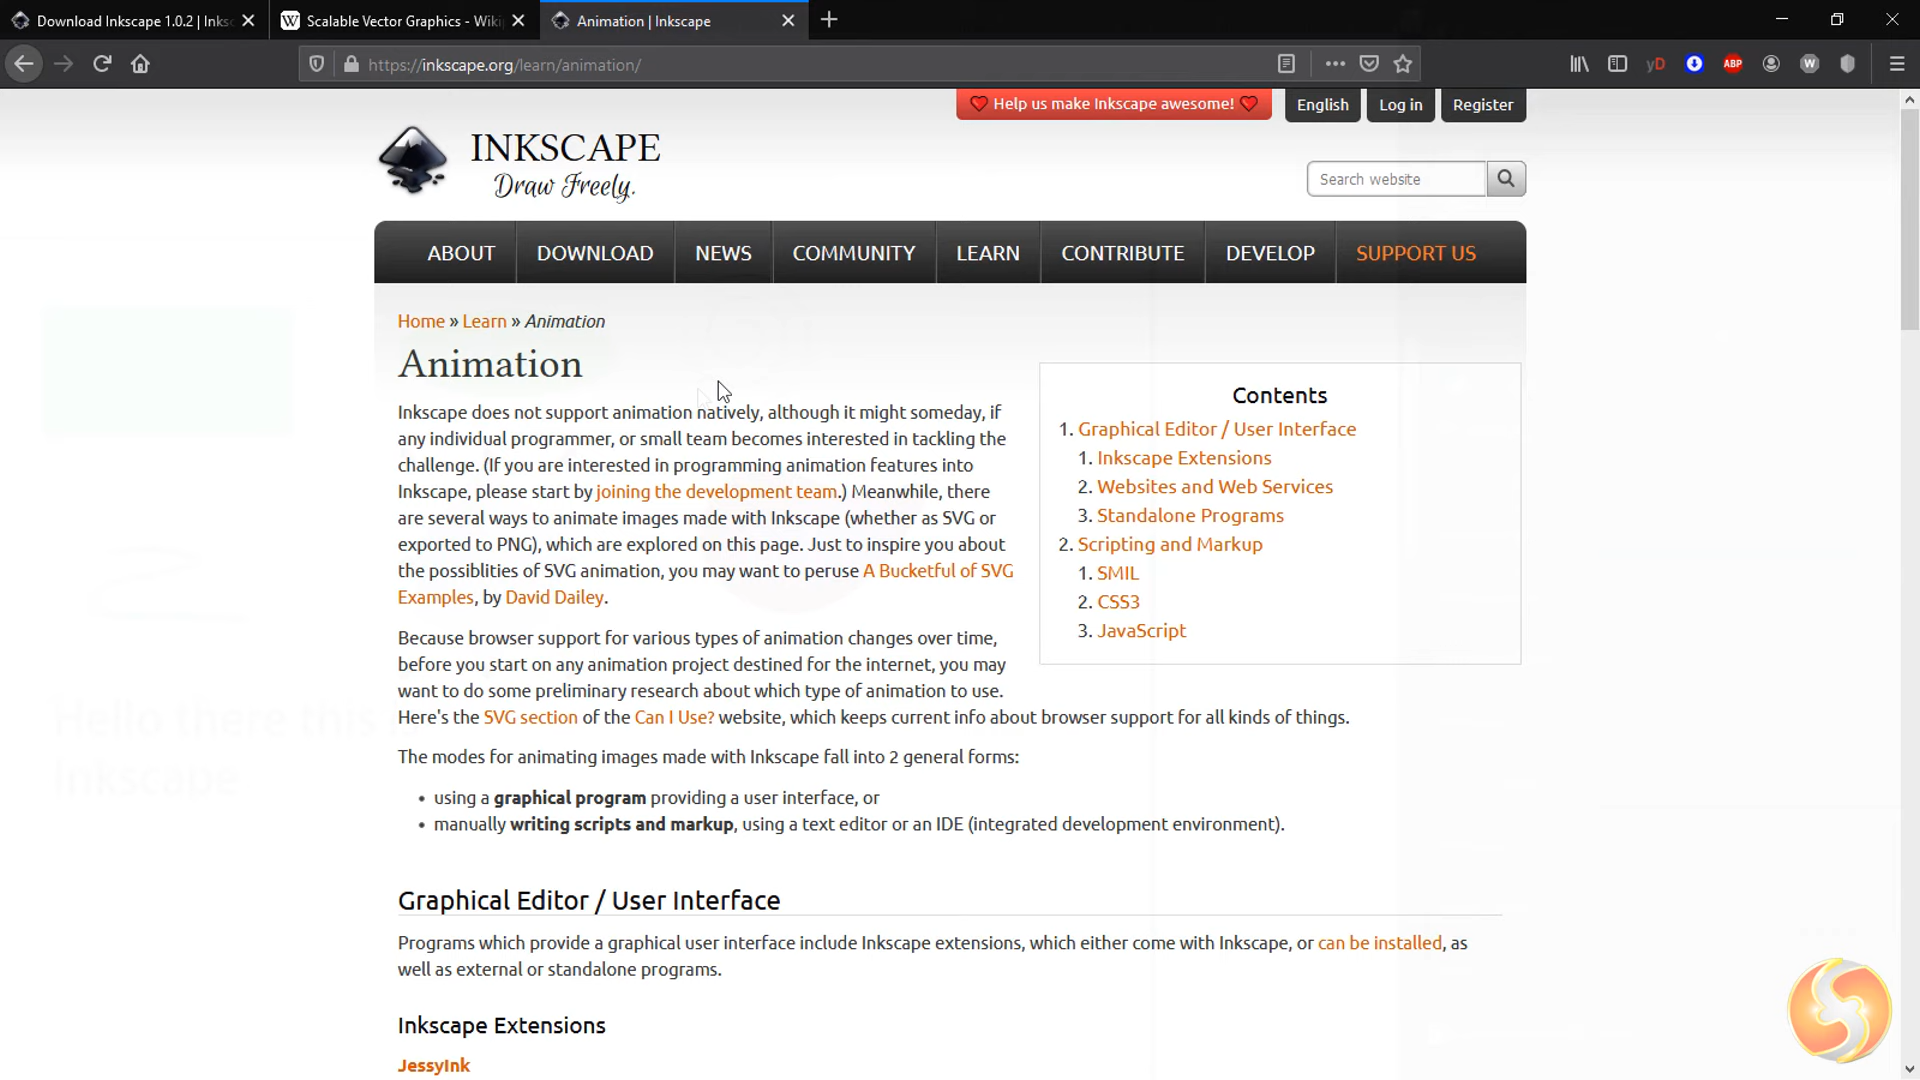 Download Inkscape 1.0.2 | Inksc
Scalable Vector Graphics - Wikip
Animation | Inkscape
https://inkscape.org/learn/animation/
yD
ABP
W
Help us make Inkscape awesome!
English
Log in
Register
INKSCAPE
Draw Freely.
Search website
ABOUT
DOWNLOAD
NEWS
COMMUNITY
LEARN
CONTRIBUTE
DEVELOP
SUPPORT US
Home » Learn » Animation
Animation
Inkscape does not support animation natively, although it might someday, if
any individual programmer, or small team becomes interested in tackling the
challenge. (If you are interested in programming animation features into
Inkscape, please start by joining the development team.) Meanwhile, there
are several ways to animate images made with Inkscape (whether as SVG or
exported to PNG), which are explored on this page. Just to inspire you about
the possiblities of SVG animation, you may want to peruse A Bucketful of SVG
Examples, by David Dailey.
Contents
1. Graphical Editor / User Interface
1. Inkscape Extensions
2. Websites and Web Services
3. Standalone Programs
2. Scripting and Markup
1. SMIL
2. CSS3
3. JavaScript
Because browser support for various types of animation changes over time,
before you start on any animation project destined for the internet, you may
want to do some preliminary research about which type of animation to use.
Here's the SVG section of the Can I Use? website, which keeps current info about browser support for all kinds of things.
Hello there this
Inkscape
The modes for animating images made with Inkscape fall into 2 general forms:
• using a graphical program providing a user interface, or
• manually writing scripts and markup, using a text editor or an IDE (integrated development environment).
Graphical Editor / User Interface
Programs which provide a graphical user interface include Inkscape extensions, which either come with Inkscape, or can be installed, as
well as external or standalone programs.
Inkscape Extensions
JessyInk